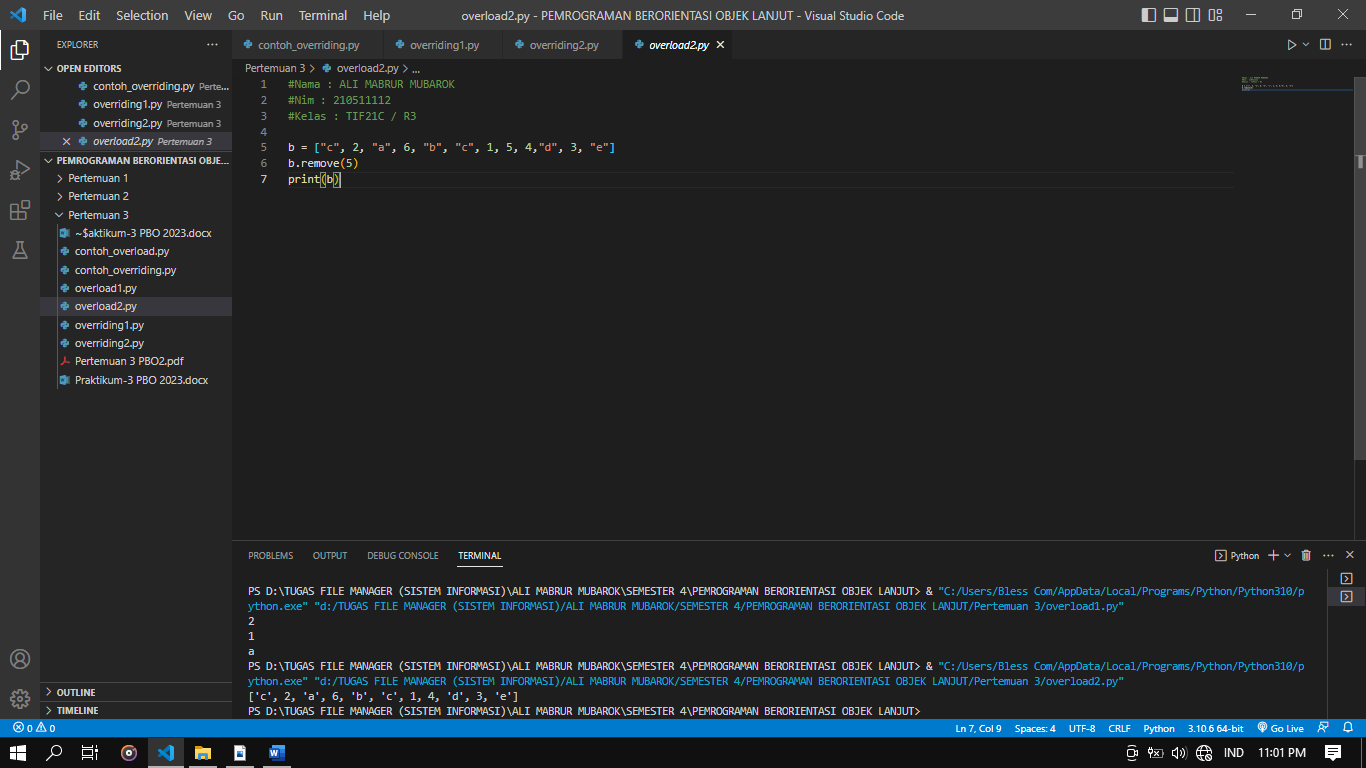 File Edit Selection View Go Run Terminal Help overload2.py - PEMROGRAMAN BERORIENTASI OBJEK LANJUT - Visual Studio Code
EXPLORER
OPEN EDITORS
contoh_overriding.py Perte...
overriding1.py Pertemuan 3
overriding2.py Pertemuan 3
overload2.py Pertemuan 3
PEMROGRAMAN BERORIENTASI OBJE...
Pertemuan 1
Pertemuan 2
Pertemuan 3
~$aktikum-3 PBO 2023.docx
contoh_overload.py
contoh_overriding.py
overload1.py
overload2.py
overriding1.py
overriding2.py
Pertemuan 3 PBO2.pdf
Praktikum-3 PBO 2023.docx
OUTLINE
TIMELINE
contoh_overriding.py overriding1.py overriding2.py overload2.py
Pertemuan 3 > overload2.py > ...
1 #Nama : ALI MABRUR MUBAROK
2 #Nim : 210511112
3 #Kelas : TIF21C / R3
4
5 b = ["c", 2, "a", 6, "b", "c", 1, 5, 4,"d", 3, "e"]
6 b.remove(5)
7 print(b)
PROBLEMS OUTPUT DEBUG CONSOLE TERMINAL Python
PS D:\TUGAS FILE MANAGER (SISTEM INFORMASI)\ALI MABRUR MUBAROK\SEMESTER 4\PEMROGRAMAN BERORIENTASI OBJEK LANJUT> & "C:/Users/Bless Com/AppData/Local/Programs/Python/Python310/p
ython.exe" "d:/TUGAS FILE MANAGER (SISTEM INFORMASI)/ALI MABRUR MUBAROK/SEMESTER 4/PEMROGRAMAN BERORIENTASI OBJEK LANJUT/Pertemuan 3/overload1.py"
2
1
a
PS D:\TUGAS FILE MANAGER (SISTEM INFORMASI)\ALI MABRUR MUBAROK\SEMESTER 4\PEMROGRAMAN BERORIENTASI OBJEK LANJUT> & "C:/Users/Bless Com/AppData/Local/Programs/Python/Python310/p
ython.exe" "d:/TUGAS FILE MANAGER (SISTEM INFORMASI)/ALI MABRUR MUBAROK/SEMESTER 4/PEMROGRAMAN BERORIENTASI OBJEK LANJUT/Pertemuan 3/overload2.py"
['c', 2, 'a', 6, 'b', 'c', 1, 4, 'd', 3, 'e']
PS D:\TUGAS FILE MANAGER (SISTEM INFORMASI)\ALI MABRUR MUBAROK\SEMESTER 4\PEMROGRAMAN BERORIENTASI OBJEK LANJUT>
0 0 Ln 7, Col 9 Spaces: 4 UTF-8 CRLF Python 3.10.6 64-bit Go Live
IND 11:01 PM